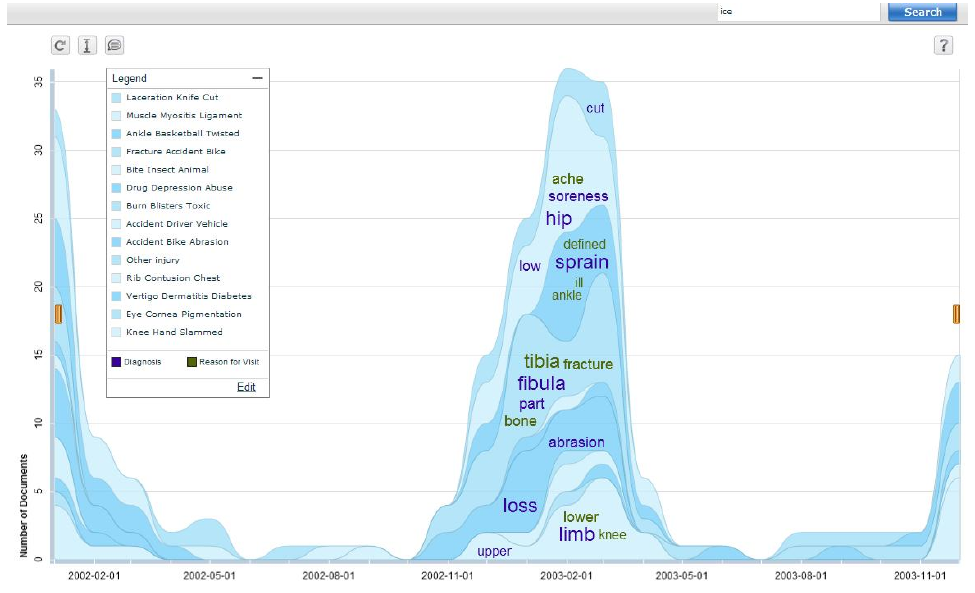 ice
Search
?
Legend
Laceration Knife Cut
Muscle Myositis Ligament
Ankle Basketball Twisted
Fracture Accident Bike
Bite Insect Animal
Drug Depression Abuse
Burn Blisters Toxic
Accident Driver Vehicle
Accident Bike Abrasion
Other injury
Rib Contusion Chest
Vertigo Dermatitis Diabetes
Eye Cornea Pigmentation
Knee Hand Slammed
Diagnosis Reason for Visit
Edit
cut
ache
soreness
hip
defined
low sprain
ill
ankle
tibia fracture
fibula
part
bone
abrasion
loss
lower
limb knee
upper
35
30
25
20
15
10
5
0
Number of Documents
2002-02-01 2002-05-01 2002-08-01 2002-11-01 2003-02-01 2003-05-01 2003-08-01 2003-11-01